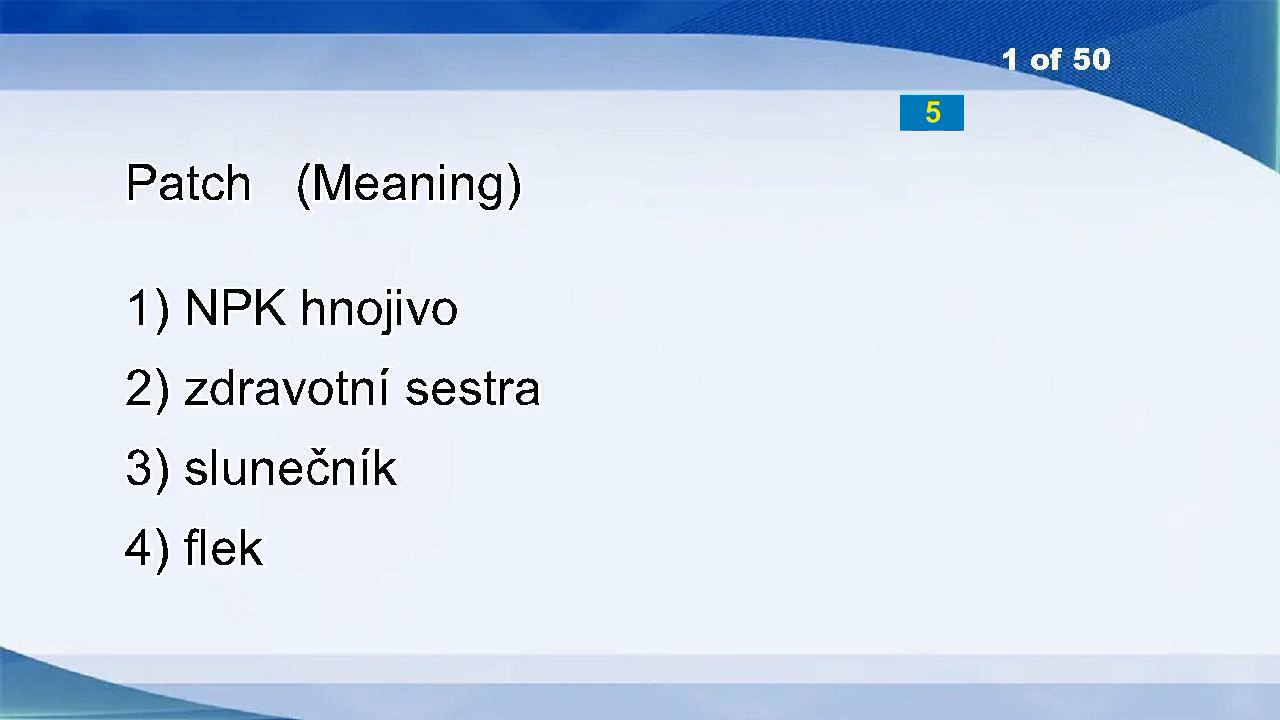 1 of 50
5
Patch (Meaning)
1) NPK hnojivo
2) zdravotní sestra
3) slunečník
4) flek